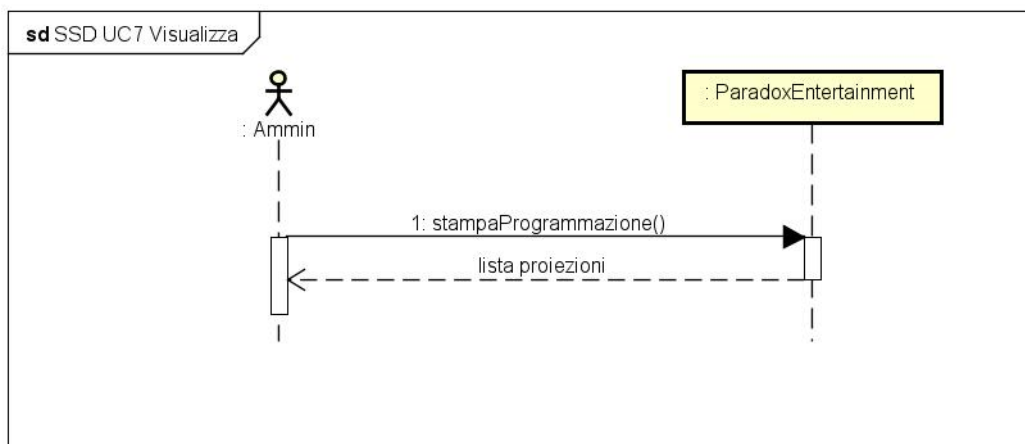 sd SSD UC7 Visualizza
: Ammin
: ParadoxEntertainment
1: stampaProgrammazione()
lista proiezioni